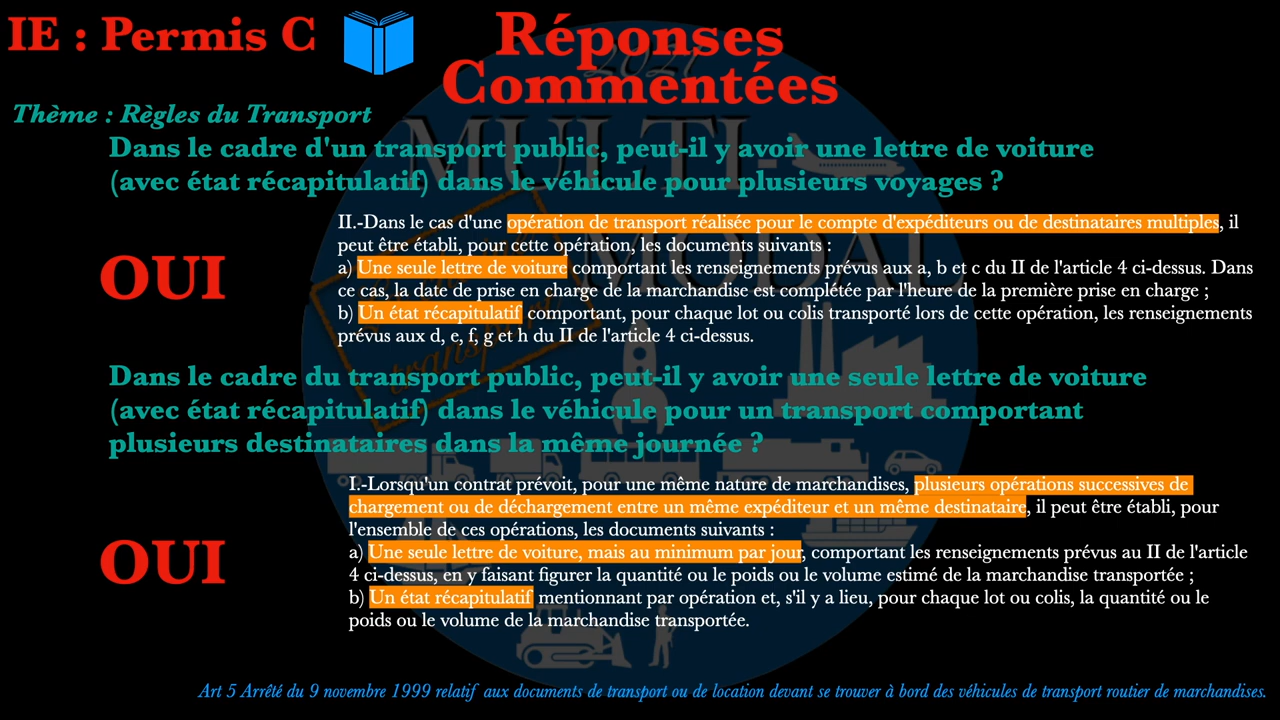 IE : Permis C
Réponses
Commentées
2021
Thème : Règles du Transport
MULTI-
MODAL
transport
Dans le cadre d'un transport public, peut-il y avoir une lettre de voiture
(avec état récapitulatif) dans le véhicule pour plusieurs voyages ?
OUI
II.-Dans le cas d'une opération de transport réalisée pour le compte d'expéditeurs ou de destinataires multiples, il
peut être établi, pour cette opération, les documents suivants :
a) Une seule lettre de voiture comportant les renseignements prévus aux a, b et c du II de l'article 4 ci-dessus. Dans
ce cas, la date de prise en charge de la marchandise est complétée par l'heure de la première prise en charge ;
b) Un état récapitulatif comportant, pour chaque lot ou colis transporté lors de cette opération, les renseignements
prévus aux d, e, f, g et h du II de l'article 4 ci-dessus.
Dans le cadre du transport public, peut-il y avoir une seule lettre de voiture
(avec état récapitulatif) dans le véhicule pour un transport comportant
plusieurs destinataires dans la même journée ?
OUI
I.-Lorsqu'un contrat prévoit, pour une même nature de marchandises, plusieurs opérations successives de
chargement ou de déchargement entre un même expéditeur et un même destinataire, il peut être établi, pour
l'ensemble de ces opérations, les documents suivants :
a) Une seule lettre de voiture, mais au minimum par jour, comportant les renseignements prévus au II de l'article
4 ci-dessus, en y faisant figurer la quantité ou le poids ou le volume estimé de la marchandise transportée ;
b) Un état récapitulatif mentionnant par opération et, s'il y a lieu, pour chaque lot ou colis, la quantité ou le
poids ou le volume de la marchandise transportée.
Art 5 Arrêté du 9 novembre 1999 relatif aux documents de transport ou de location devant se trouver à bord des véhicules de transport routier de marchandises.